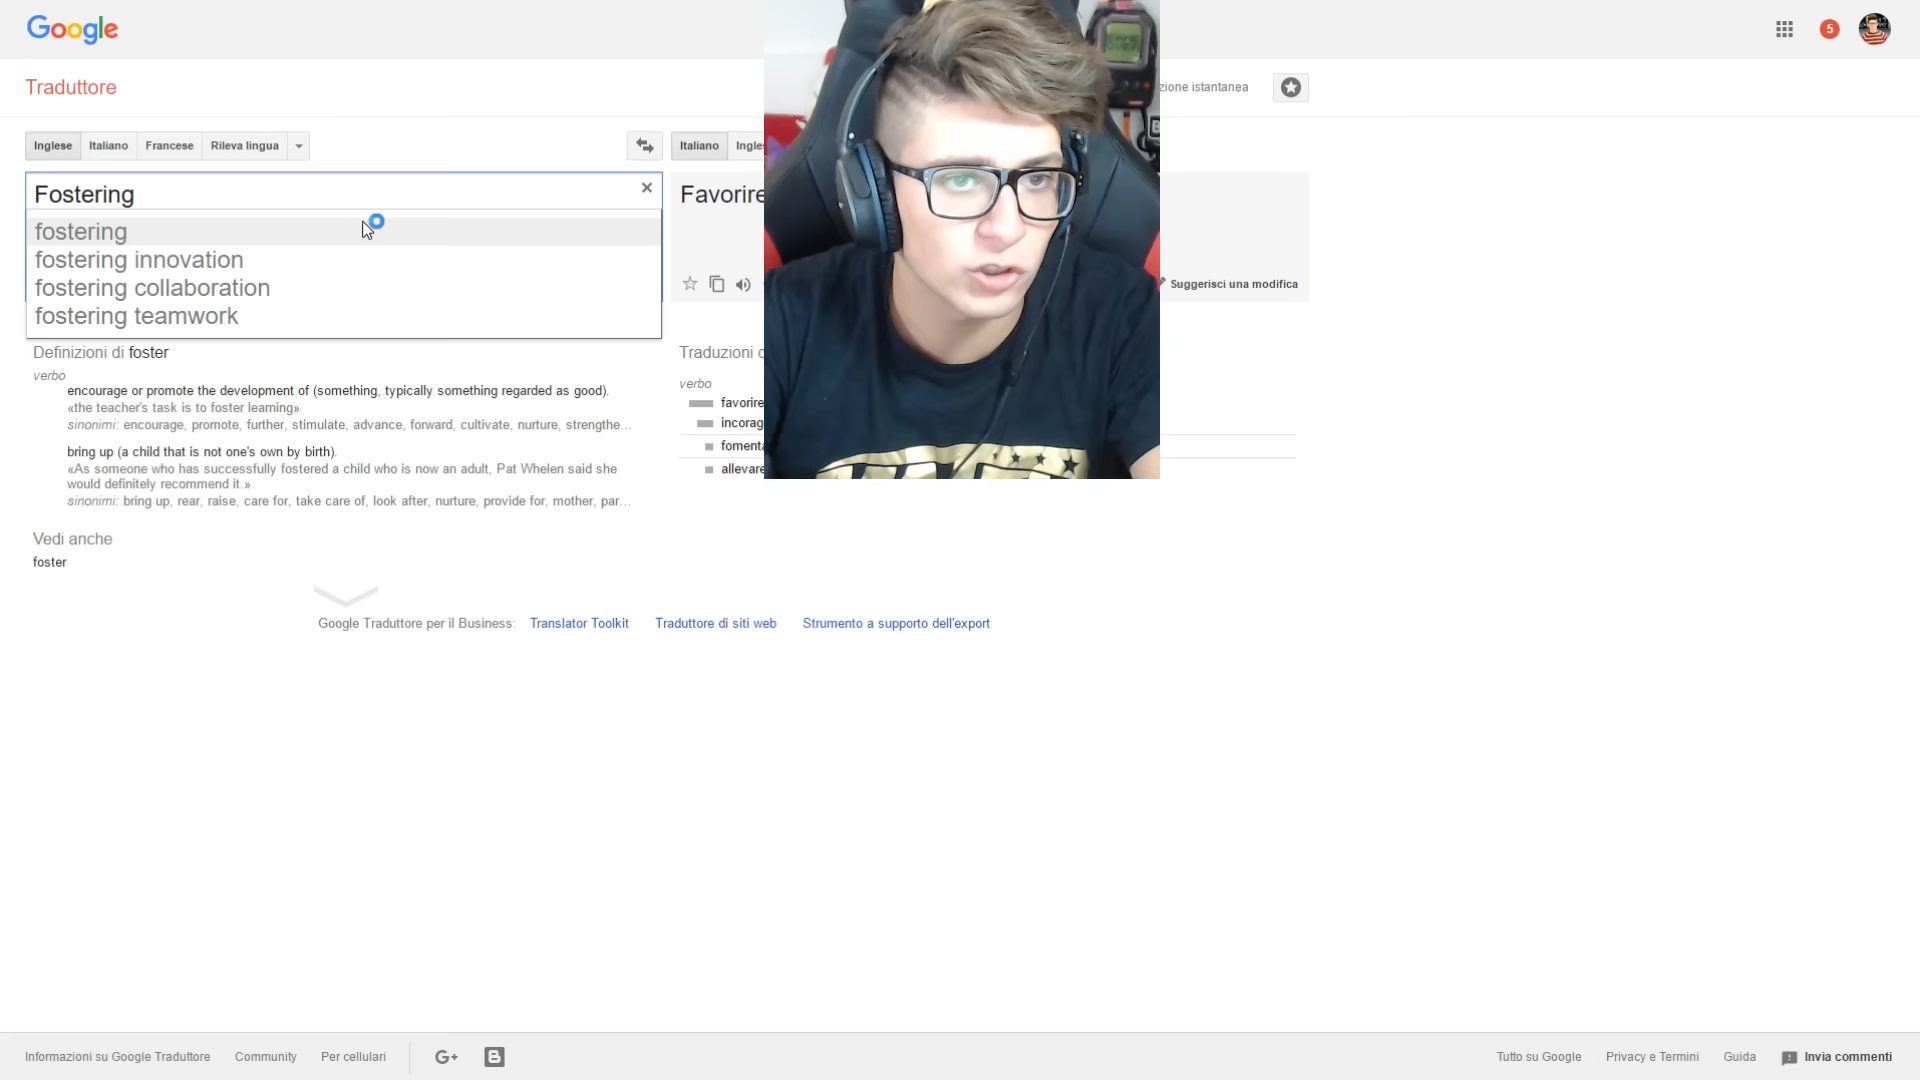 Google
5
Traduttore
zione istantanea
Inglese Italiano Francese Rileva lingua
Italiano Ingle
Fostering
Favorire
fostering
fostering innovation
fostering collaboration
fostering teamwork
Suggerisci una modifica
Definizioni di foster
verbo
encourage or promote the development of (something, typically something regarded as good).
«the teacher's task is to foster learning»
sinonimi: encourage, promote, further, stimulate, advance, forward, cultivate, nurture, strengthe...
bring up (a child that is not one's own by birth).
«As someone who has successfully fostered a child who is now an adult, Pat Whelen said she
would definitely recommend it.»
sinonimi: bring up, rear, raise, care for, take care of, look after, nurture, provide for, mother, par...
Traduzioni
verbo
favorire
incorag
fomenta
allevare
Vedi anche
foster
Google Traduttore per il Business: Translator Toolkit Traduttore di siti web Strumento a supporto dell'export
Informazioni su Google Traduttore Community Per cellulari G+ B
Tutto su Google Privacy e Termini Guida Invia commenti